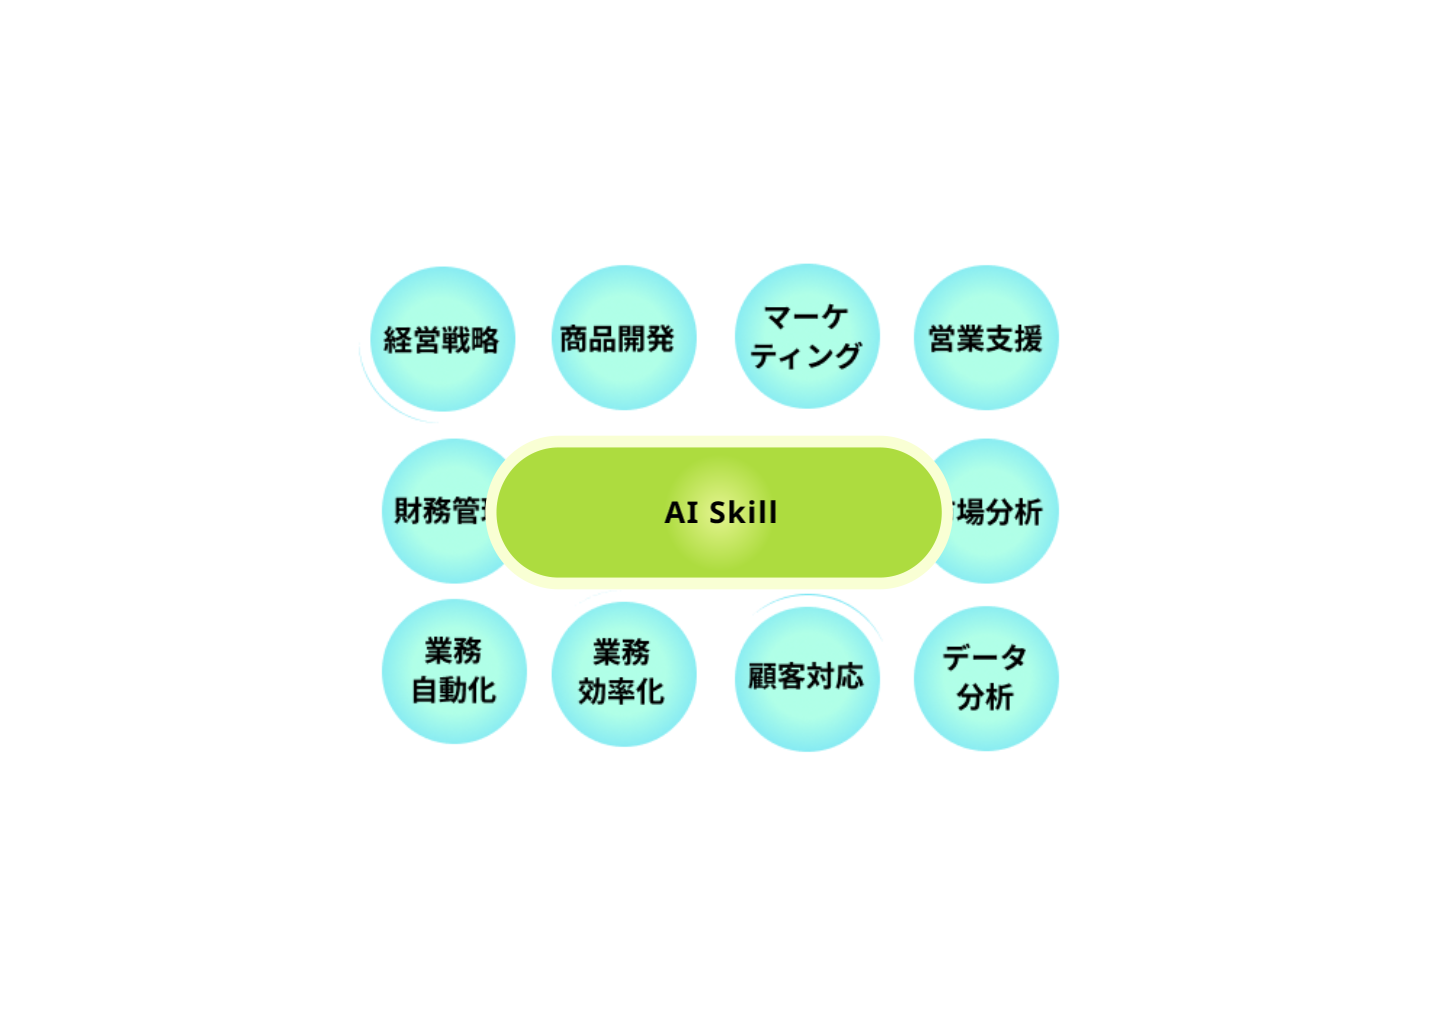 経営戦略
商品開発
マーケ
ティング
営業支援
財務管
AI Skill
場分析
業務
自動化
業務
効率化
顧客対応
データ
分析